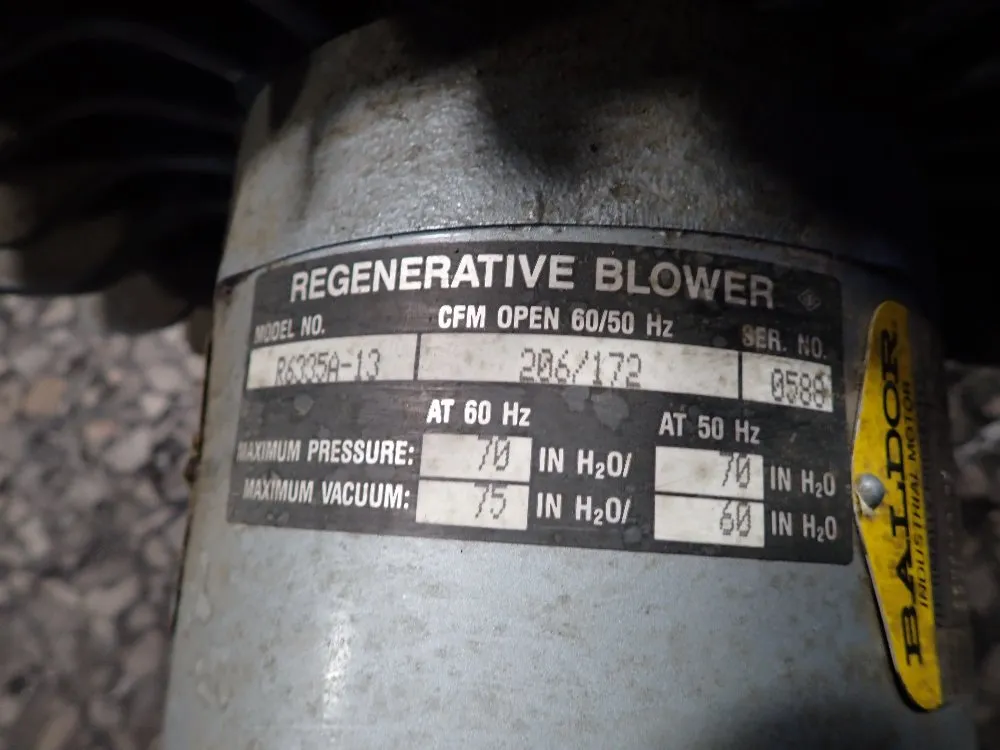 REGENERATIVE BLOWER
MODEL NO. CFM OPEN 60/50 Hz SER. NO.
R6335A-13 206/172 0588
AT 60 Hz AT 50 Hz
MAXIMUM PRESSURE: 70 IN H₂O/ 70 IN H₂O
MAXIMUM VACUUM: 75 IN H₂O/ 60 IN H₂O
BALDOR
INDUSTRIAL MOTOR